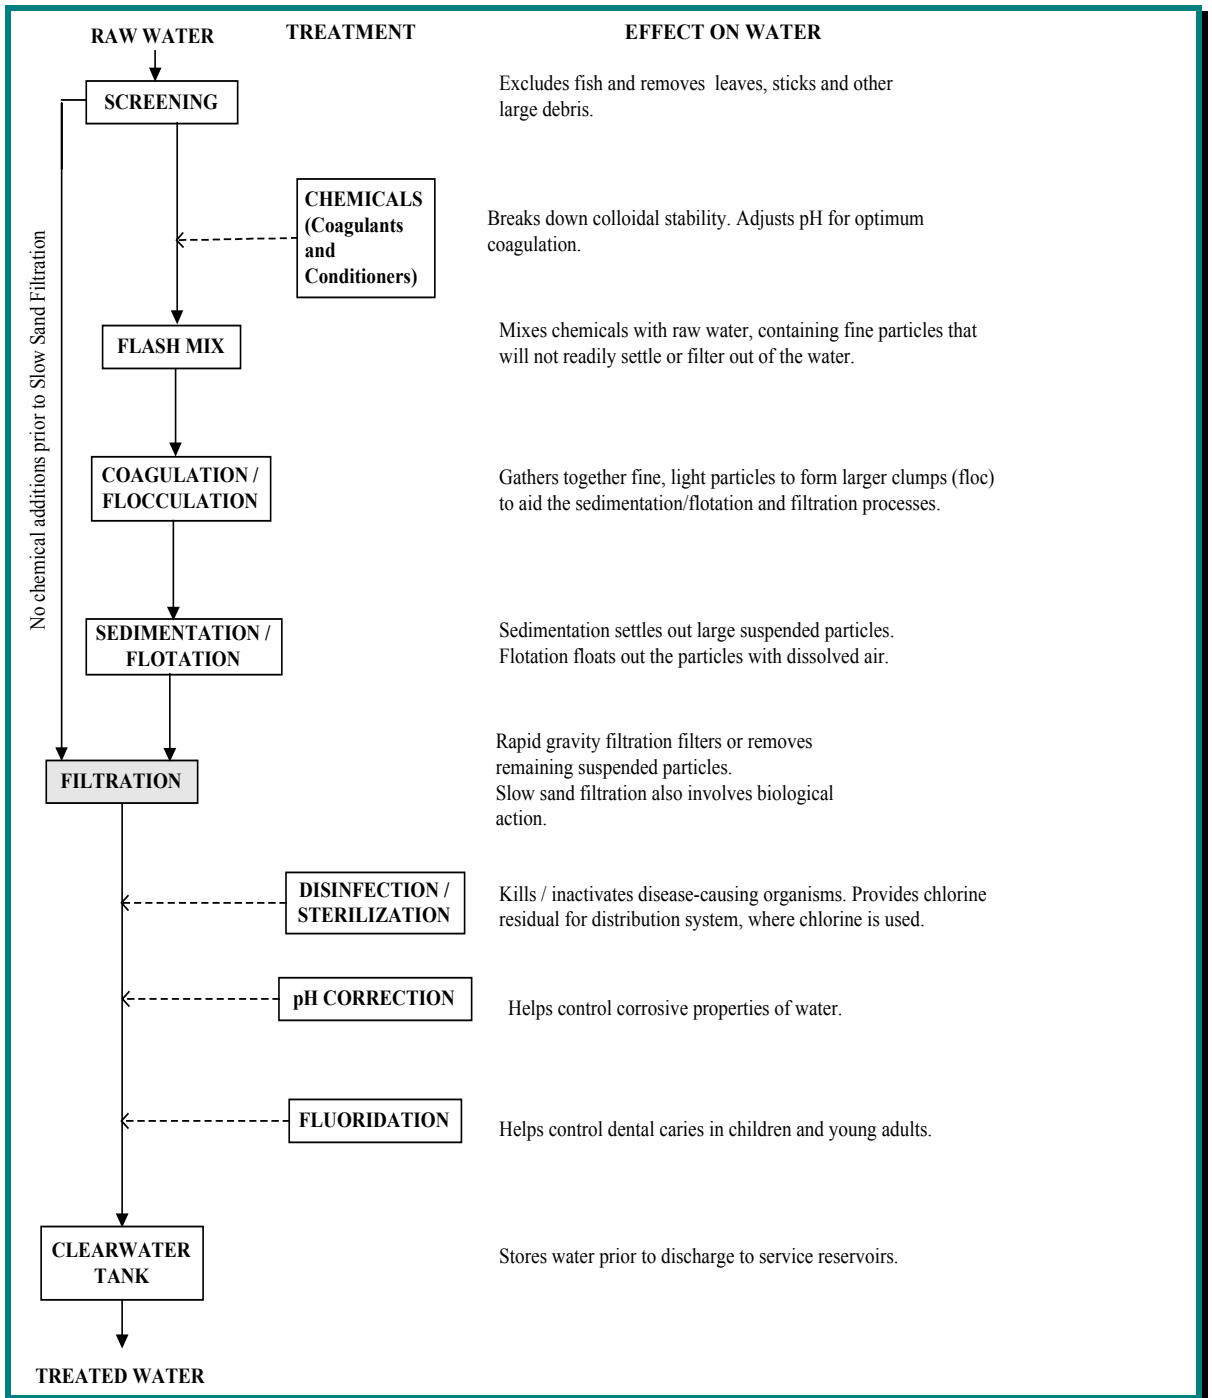 RAW WATER
TREATMENT
EFFECT ON WATER
SCREENING
Excludes fish and removes leaves, sticks and other
large debris.
No chemical additions prior to Slow Sand Filtration
CHEMICALS
(Coagulants
and
Conditioners)
Breaks down colloidal stability. Adjusts pH for optimum
coagulation.
FLASH MIX
Mixes chemicals with raw water, containing fine particles that
will not readily settle or filter out of the water.
COAGULATION /
FLOCCULATION
Gathers together fine, light particles to form larger clumps (floc)
to aid the sedimentation/flotation and filtration processes.
SEDIMENTATION /
FLOTATION
Sedimentation settles out large suspended particles.
Flotation floats out the particles with dissolved air.
FILTRATION
Rapid gravity filtration filters or removes
remaining suspended particles.
Slow sand filtration also involves biological
action.
DISINFECTION /
STERILIZATION
Kills / inactivates disease-causing organisms. Provides chlorine
residual for distribution system, where chlorine is used.
pH CORRECTION
Helps control corrosive properties of water.
FLUORIDATION
Helps control dental caries in children and young adults.
CLEARWATER
TANK
Stores water prior to discharge to service reservoirs.
TREATED WATER